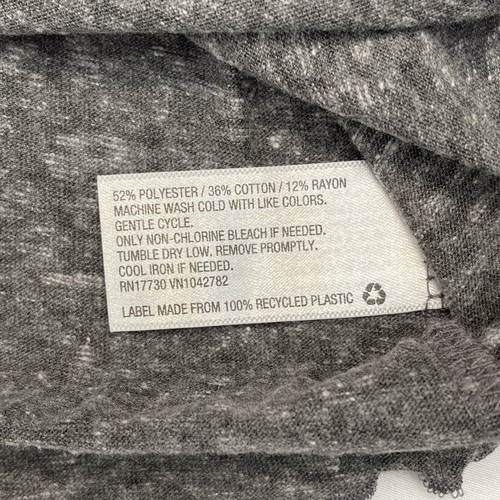 52% POLYESTER / 36% COTTON / 12% RAYON
MACHINE WASH COLD WITH LIKE COLORS.
GENTLE CYCLE.
ONLY NON-CHLORINE BLEACH IF NEEDED.
TUMBLE DRY LOW. REMOVE PROMPTLY.
COOL IRON IF NEEDED.
RN17730 VN1042782
LABEL MADE FROM 100% RECYCLED PLASTIC